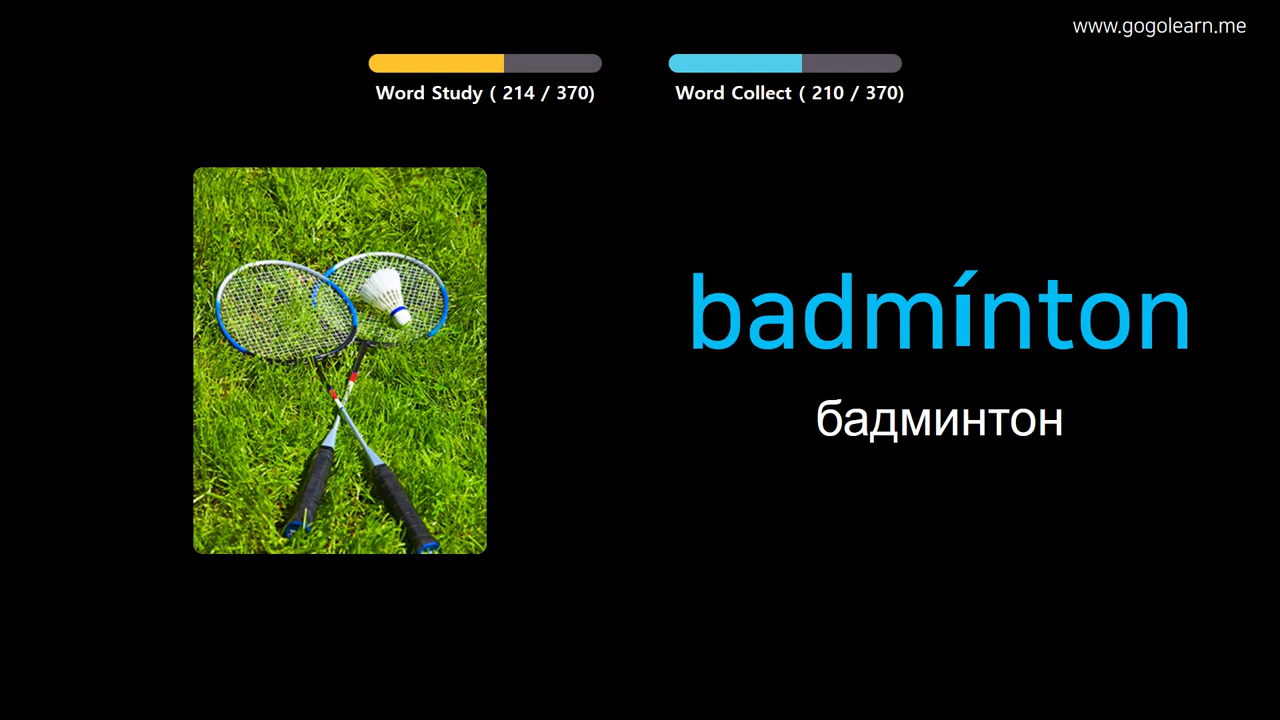 www.gogolearn.me
Word Study ( 214 / 370)
Word Collect ( 210 / 370)
badmínton
бадминтон